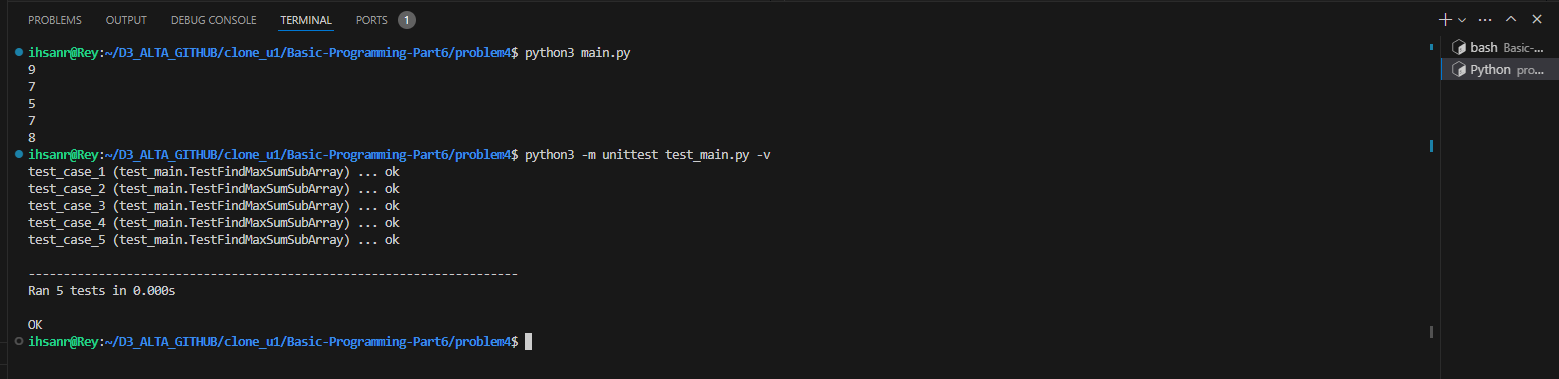 PROBLEMS OUTPUT DEBUG CONSOLE TERMINAL PORTS 1
ihsanr@Rey:~/D3_ALTA_GITHUB/clone_u1/Basic-Programming-Part6/problem4$ python3 main.py
9
7
5
7
8
ihsanr@Rey:~/D3_ALTA_GITHUB/clone_u1/Basic-Programming-Part6/problem4$ python3 -m unittest test_main.py -v
test_case_1 (test_main.TestFindMaxSumSubArray) ... ok
test_case_2 (test_main.TestFindMaxSumSubArray) ... ok
test_case_3 (test_main.TestFindMaxSumSubArray) ... ok
test_case_4 (test_main.TestFindMaxSumSubArray) ... ok
test_case_5 (test_main.TestFindMaxSumSubArray) ... ok
----------------------------------------------------------------------
Ran 5 tests in 0.000s
OK
ihsanr@Rey:~/D3_ALTA_GITHUB/clone_u1/Basic-Programming-Part6/problem4$
bash Basic-...
Python pro...